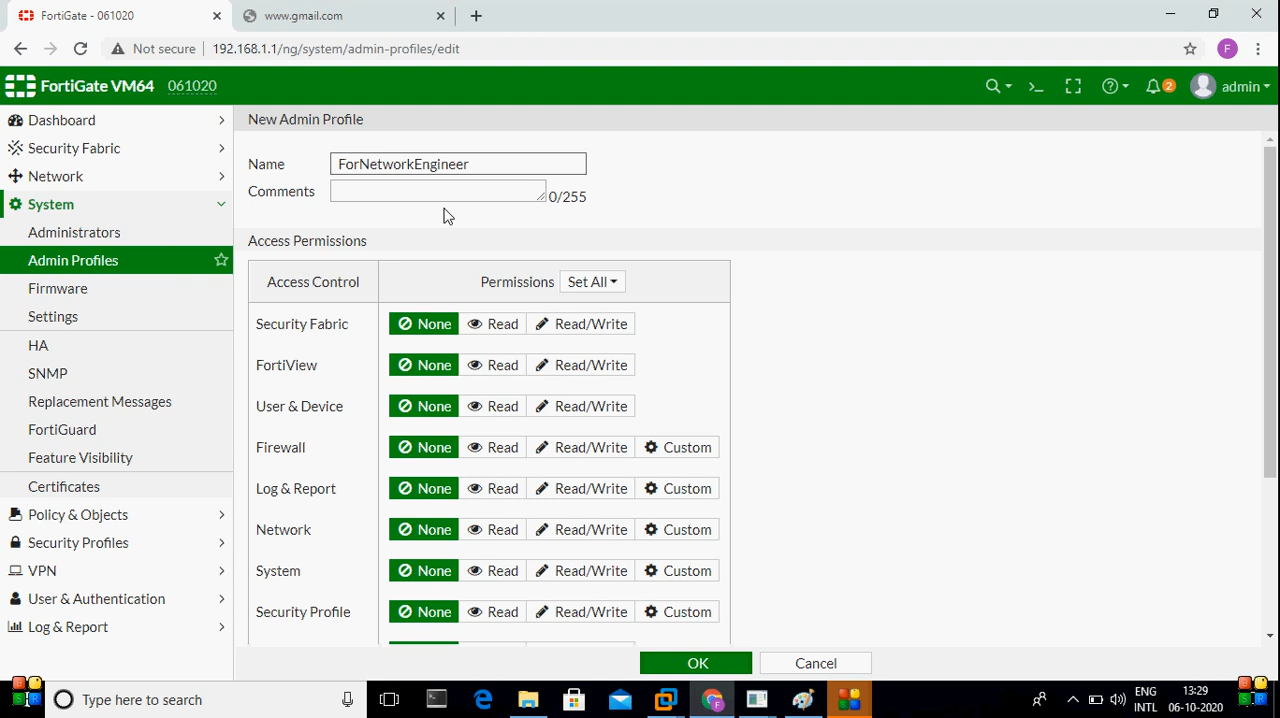 FortiGate - 061020
www.gmail.com
Not secure 192.168.1.1/ng/system/admin-profiles/edit
F
FortiGate VM64 061020
2
admin
Dashboard
Security Fabric
Network
System
Administrators
Admin Profiles
Firmware
Settings
HA
SNMP
Replacement Messages
FortiGuard
Feature Visibility
Certificates
Policy & Objects
Security Profiles
VPN
User & Authentication
Log & Report
New Admin Profile
Name ForNetworkEngineer
Comments 0/255
Access Permissions
Access Control Permissions Set All
Security Fabric None Read Read/Write
FortiView None Read Read/Write
User & Device None Read Read/Write
Firewall None Read Read/Write Custom
Log & Report None Read Read/Write Custom
Network None Read Read/Write Custom
System None Read Read/Write Custom
Security Profile None Read Read/Write Custom
OK Cancel
Type here to search
ENG 13:29
INTL 06-10-2020